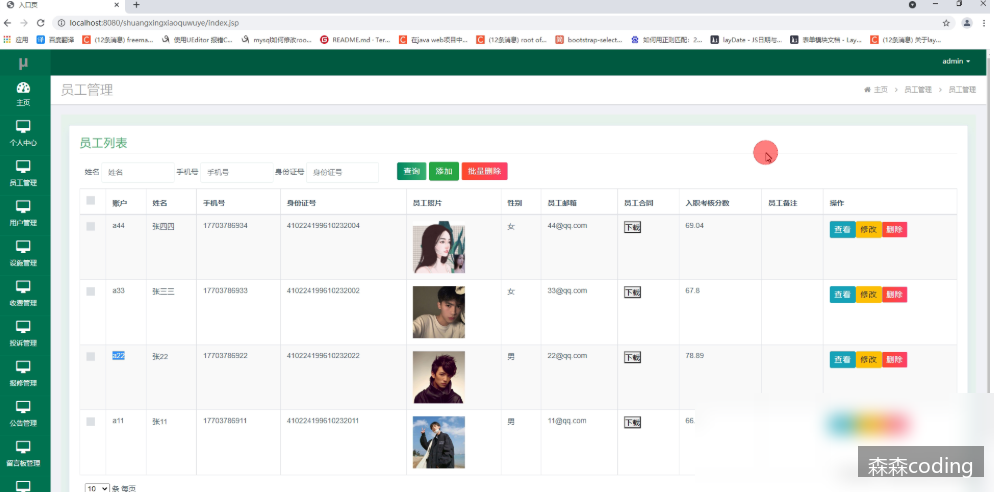 入口页
localhost:8080/shuangxingxiaoquwuye/index.jsp
应用 百度翻译 (12条消息) freema... 使用UEditor 报错C... mysql如何修改roo... README.md · Ter... 在java web项目中... (12条消息) root of... bootstrap-select... 如何用正则匹配：2... layDate - JS日期与... 表单模块文档 - Lay... (12条消息) 关于lay...
μ admin
员工管理 主页 > 员工管理 > 员工管理
主页
个人中心
员工管理
用户管理
设施管理
收费管理
投诉管理
报修管理
公告管理
留言板管理
员工列表
姓名 姓名 手机号 手机号 身份证号 身份证号 查询 添加 批量删除
账户 姓名 手机号 身份证号 员工照片 性别 员工邮箱 员工合同 入职考核分数 员工备注 操作
a44 张四四 17703786934 410224199610232004 女 44@qq.com 下载 69.04 查看 修改 删除
a33 张三三 17703786933 410224199610232002 女 33@qq.com 下载 67.8 查看 修改 删除
a22 张22 17703786922 410224199610232022 男 22@qq.com 下载 78.89 查看 修改 删除
a11 张11 17703786911 410224199610232011 男 11@qq.com 下载 66.
10 条 每页
森森coding